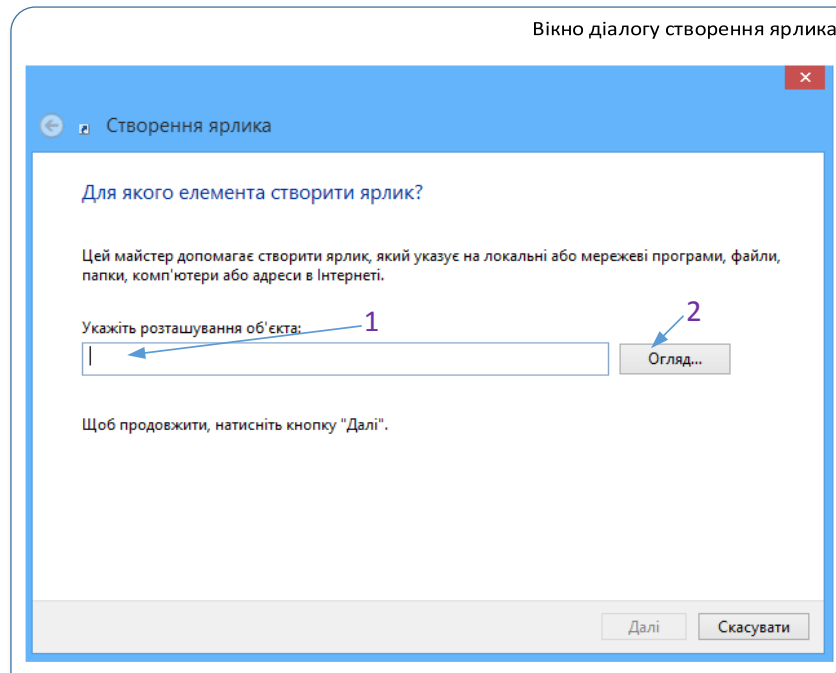 Вікно діалогу створення ярлика
Створення ярлика
Для якого елемента створити ярлик?
Цей майстер допомагає створити ярлик, який указує на локальні або мережеві програми, файли,
папки, комп'ютери або адреси в Інтернеті.
Укажіть розташування об'єкта:
1
2
Огляд...
Щоб продовжити, натисніть кнопку "Далі".
Далі
Скасувати